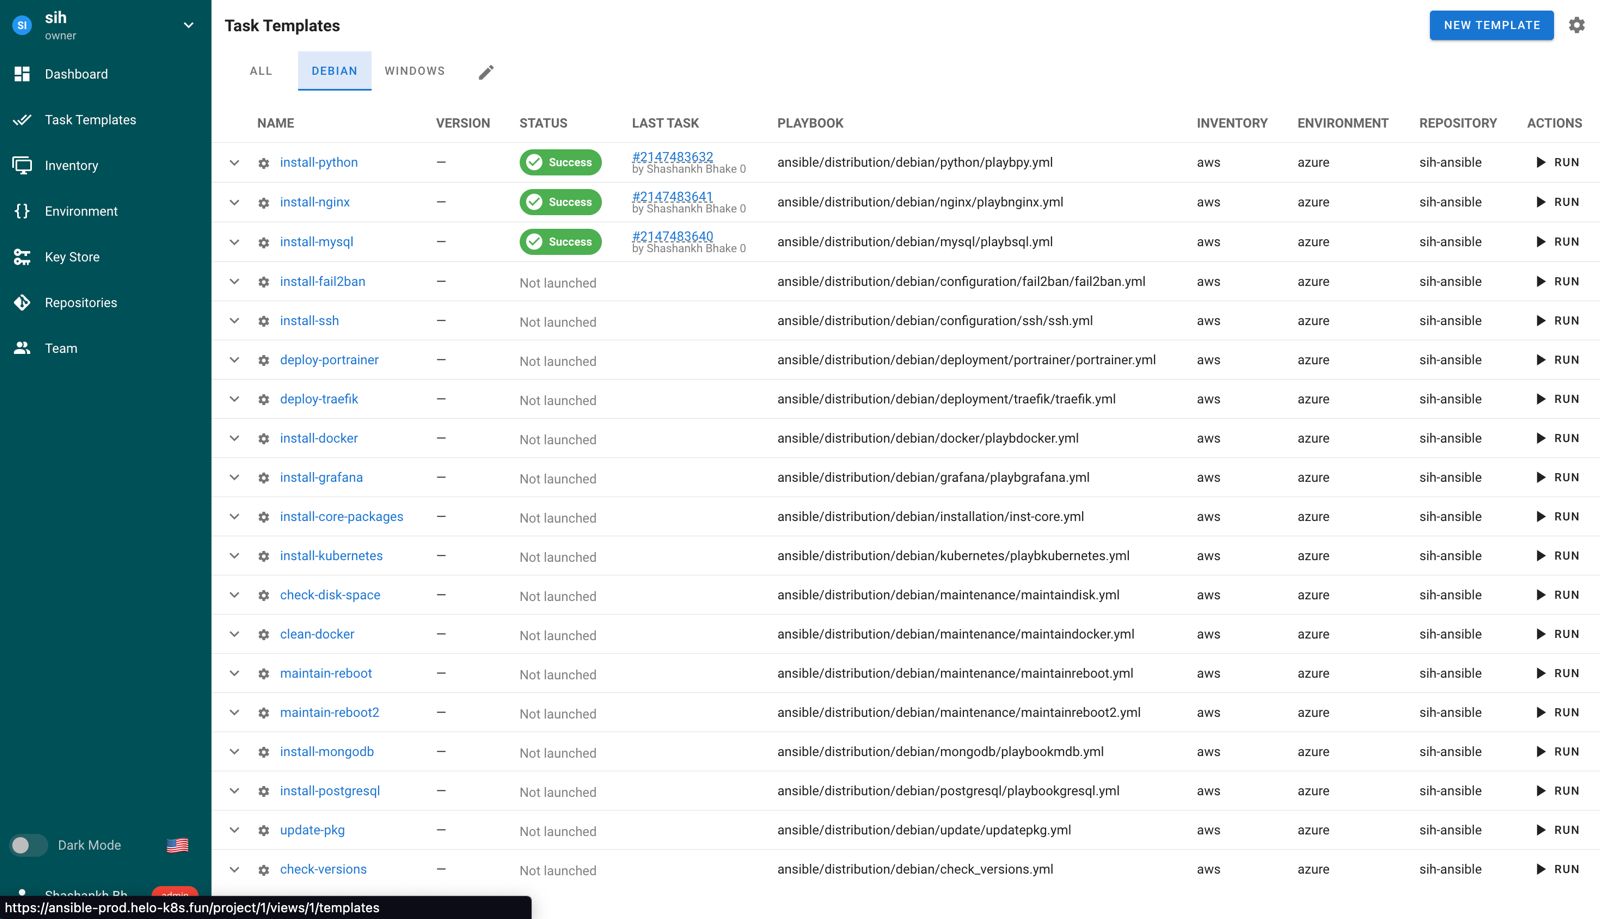 SI
sih
owner
Dashboard
Task Templates
Inventory
Environment
Key Store
Repositories
Team
Dark Mode
Shashankh Bh
admin
https://ansible-prod.helo-k8s.fun/project/1/views/1/templates
Task Templates
NEW TEMPLATE
ALL DEBIAN WINDOWS
NAME VERSION STATUS LAST TASK PLAYBOOK INVENTORY ENVIRONMENT REPOSITORY ACTIONS
install-python — Success #2147483632 ansible/distribution/debian/python/playbpy.yml aws azure sih-ansible RUN
by Shashankh Bhake 0
install-nginx — Success #2147483641 ansible/distribution/debian/nginx/playbnginx.yml aws azure sih-ansible RUN
by Shashankh Bhake 0
install-mysql — Success #2147483640 ansible/distribution/debian/mysql/playbsql.yml aws azure sih-ansible RUN
by Shashankh Bhake 0
install-fail2ban — Not launched ansible/distribution/debian/configuration/fail2ban/fail2ban.yml aws azure sih-ansible RUN
install-ssh — Not launched ansible/distribution/debian/configuration/ssh/ssh.yml aws azure sih-ansible RUN
deploy-portrainer — Not launched ansible/distribution/debian/deployment/portrainer/portrainer.yml aws azure sih-ansible RUN
deploy-traefik — Not launched ansible/distribution/debian/deployment/traefik/traefik.yml aws azure sih-ansible RUN
install-docker — Not launched ansible/distribution/debian/docker/playbdocker.yml aws azure sih-ansible RUN
install-grafana — Not launched ansible/distribution/debian/grafana/playbgrafana.yml aws azure sih-ansible RUN
install-core-packages — Not launched ansible/distribution/debian/installation/inst-core.yml aws azure sih-ansible RUN
install-kubernetes — Not launched ansible/distribution/debian/kubernetes/playbkubernetes.yml aws azure sih-ansible RUN
check-disk-space — Not launched ansible/distribution/debian/maintenance/maintaindisk.yml aws azure sih-ansible RUN
clean-docker — Not launched ansible/distribution/debian/maintenance/maintaindocker.yml aws azure sih-ansible RUN
maintain-reboot — Not launched ansible/distribution/debian/maintenance/maintainreboot.yml aws azure sih-ansible RUN
maintain-reboot2 — Not launched ansible/distribution/debian/maintenance/maintainreboot2.yml aws azure sih-ansible RUN
install-mongodb — Not launched ansible/distribution/debian/mongodb/playbookmdb.yml aws azure sih-ansible RUN
install-postgresql — Not launched ansible/distribution/debian/postgresql/playbookgresql.yml aws azure sih-ansible RUN
update-pkg — Not launched ansible/distribution/debian/update/updatepkg.yml aws azure sih-ansible RUN
check-versions — Not launched ansible/distribution/debian/check_versions.yml aws azure sih-ansible RUN